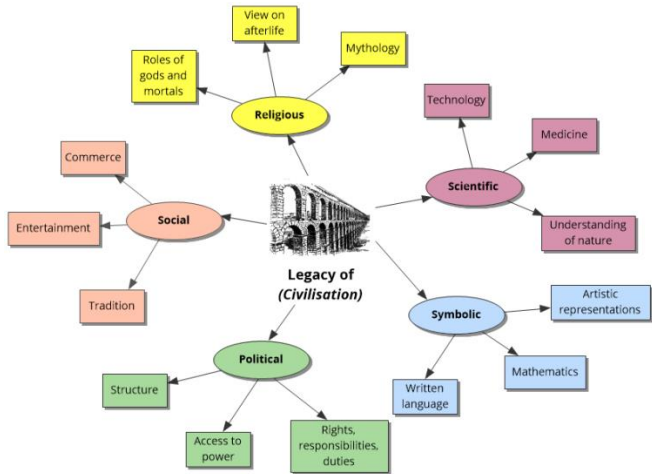 View on
afterlife
Mythology
Roles of
gods and
mortals
Religious
Technology
Medicine
Scientific
Understanding
of nature
Commerce
Entertainment
Social
Tradition
Legacy of
(Civilisation)
Artistic
representations
Symbolic
Mathematics
Written
language
Political
Structure
Access to
power
Rights,
responsibilities,
duties